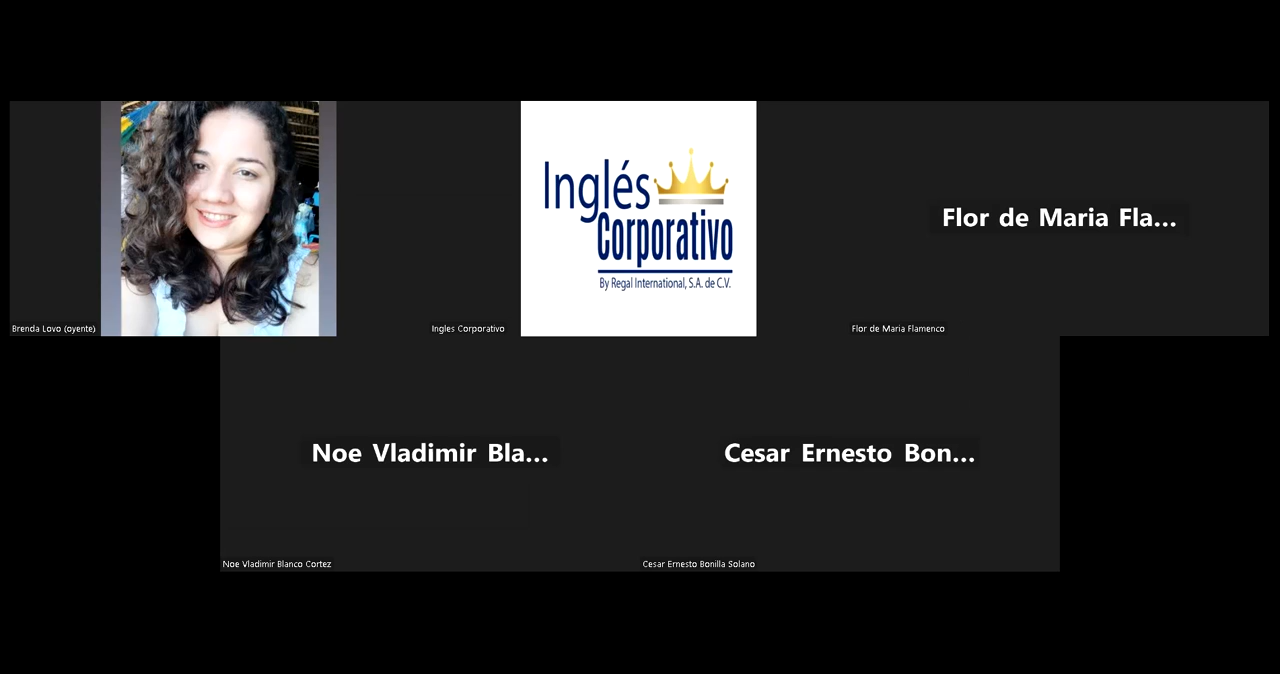 Inglés
Corporativo
By Regal International, S.A. de C.V.
Flor de Maria Fla...
Brenda Lovo (oyente)
Ingles Corporativo
Flor de Maria Flamenco
Noe Vladimir Bla...
Cesar Ernesto Bon...
Noe Vladimir Blanco Cortez
Cesar Ernesto Bonilla Solano